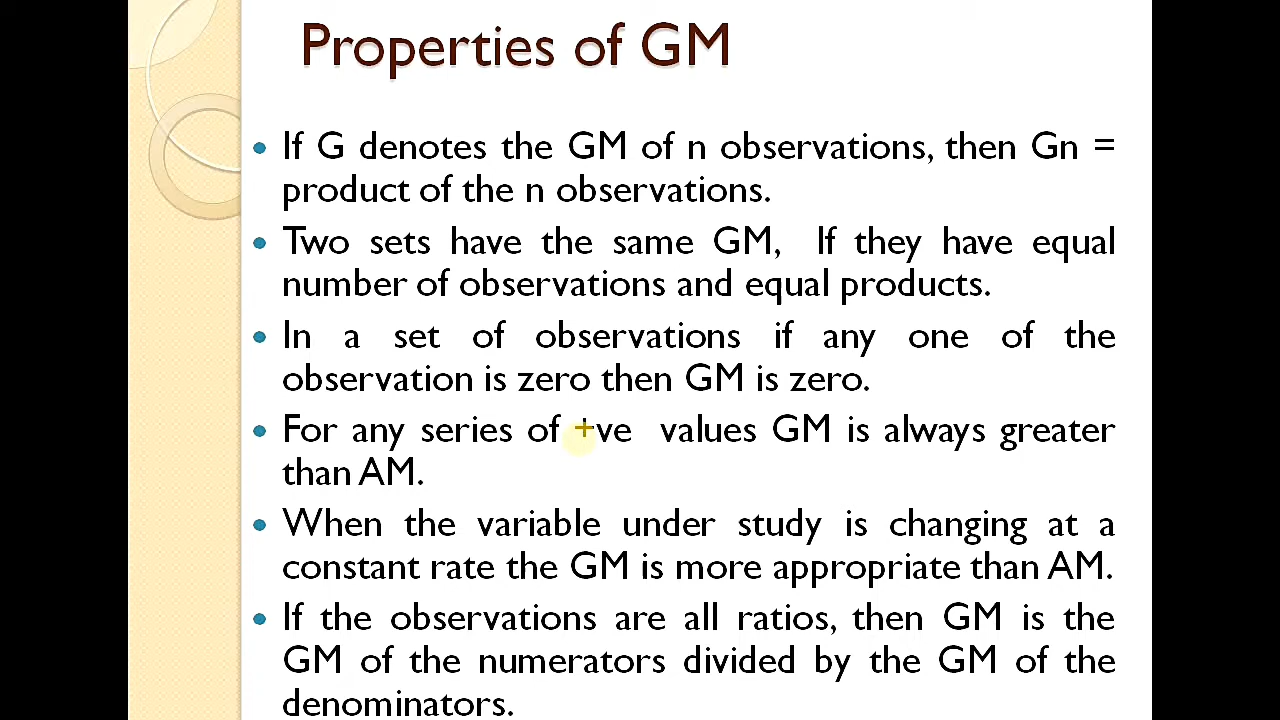 Properties of GM
• If G denotes the GM of n observations, then Gn =
product of the n observations.
• Two sets have the same GM, If they have equal
number of observations and equal products.
• In a set of observations if any one of the
observation is zero then GM is zero.
• For any series of +ve values GM is always greater
than AM.
• When the variable under study is changing at a
constant rate the GM is more appropriate than AM.
• If the observations are all ratios, then GM is the
GM of the numerators divided by the GM of the
denominators.